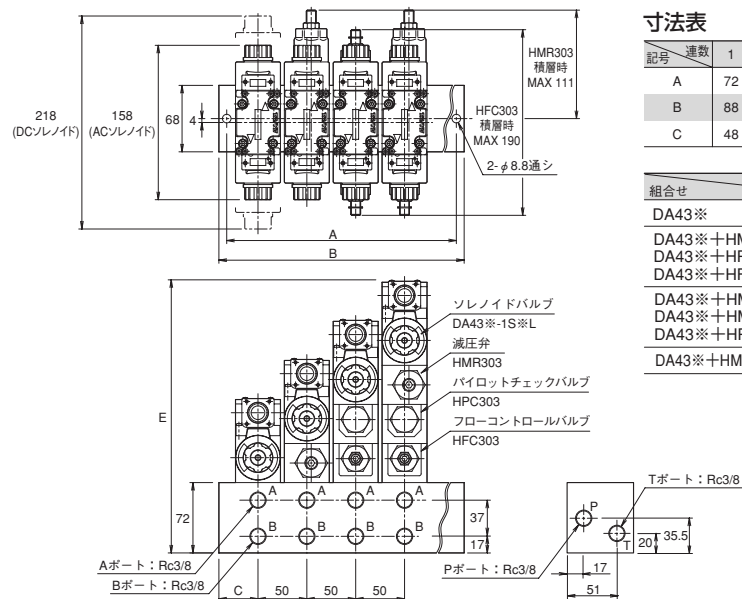 218
(DCソレノイド)
158
(ACソレノイド)
68
4
HMR303
積層時
MAX 111
HFC303
積層時
MAX 190
2-φ8.8通シ
A
B
寸法表
記号 連数 1
A 72
B 88
C 48
組合せ
DA43※
DA43※+HM
DA43※+HP
DA43※+HF
DA43※+HM
DA43※+HM
DA43※+HP
DA43※+HM
ソレノイドバルブ
DA43※-1S※L
減圧弁
HMR303
パイロットチェックバルブ
HPC303
フローコントロールバルブ
HFC303
E
72
A A A A
B B B B
37
17
Aポート：Rc3/8
Bポート：Rc3/8
C 50 50 50
Tポート：Rc3/8
P
T
20
35.5
Pポート：Rc3/8
17
51